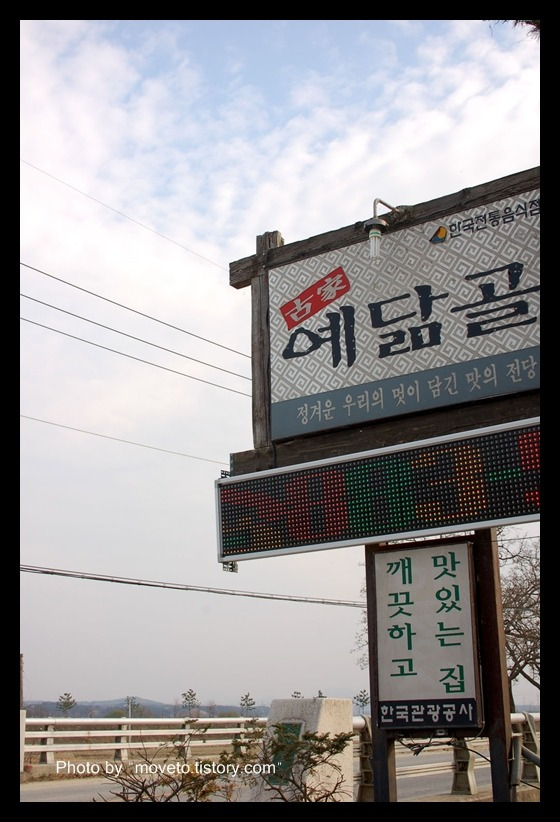 한국전통음식점
古家
예닮골
정겨운 우리의 멋이 담긴 맛의 전당
맛있는 집
깨끗하고
한국관광공사
Photo by "moveto.tistory.com"